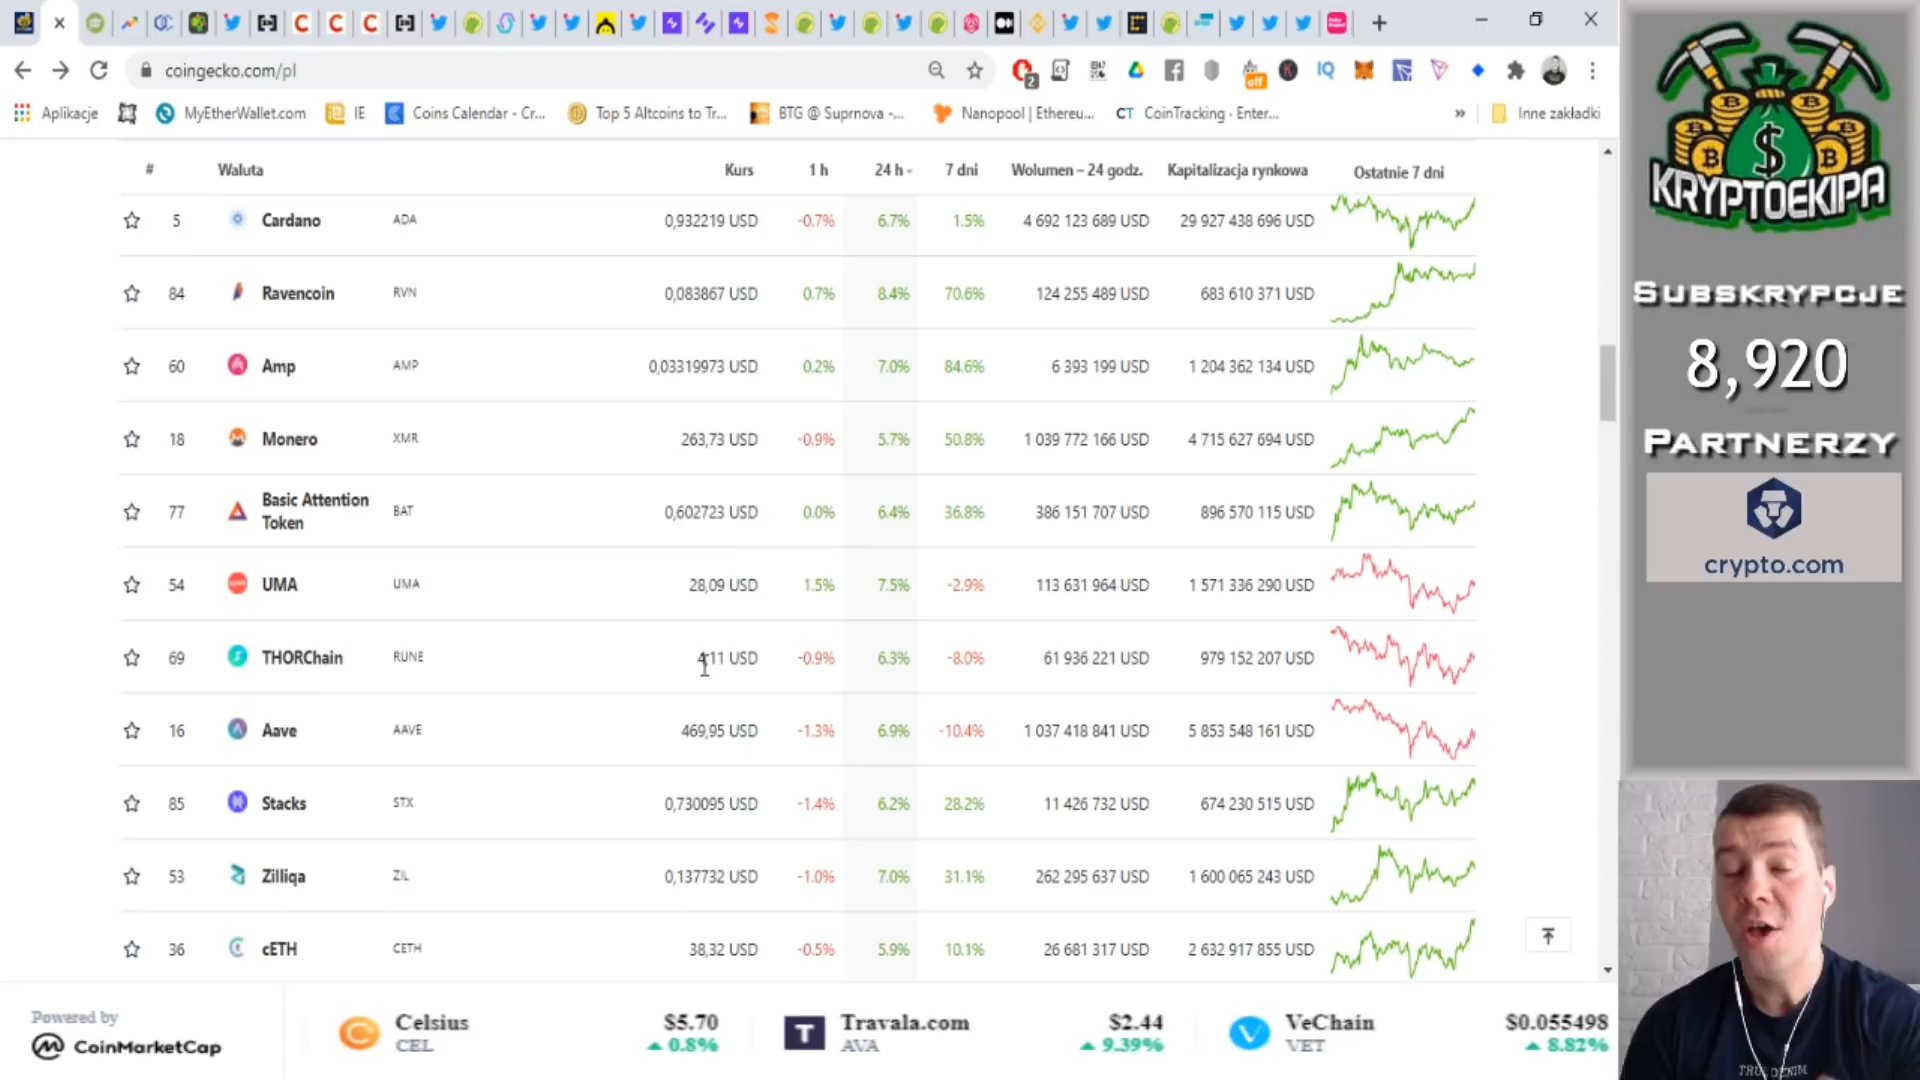 coingecko.com/pl
Aplikacje MyEtherWallet.com IE Coins Calendar - Cr... Top 5 Altcoins to Tr... BTG @ Suprnova -... Nanopool | Ethereu... CT CoinTracking · Enter... » Inne zakładki
# Waluta Kurs 1 h 24 h 7 dni Wolumen – 24 godz. Kapitalizacja rynkowa Ostatnie 7 dni
5 Cardano ADA 0,932219 USD -0.7% 6.7% 1.5% 4 692 123 689 USD 29 927 438 696 USD
84 Ravencoin RVN 0,083867 USD 0.7% 8.4% 70.6% 124 255 489 USD 683 610 371 USD
60 Amp AMP 0,03319973 USD 0.2% 7.0% 84.6% 6 393 199 USD 1 204 362 134 USD
18 Monero XMR 263,73 USD -0.9% 5.7% 50.8% 1 039 772 166 USD 4 715 627 694 USD
77 Basic Attention
Token BAT 0,602723 USD 0.0% 6.4% 36.8% 386 151 707 USD 896 570 115 USD
54 UMA UMA 28,09 USD 1.5% 7.5% -2.9% 113 631 964 USD 1 571 336 290 USD
69 THORChain RUNE 4,11 USD -0.9% 6.3% -8.0% 61 936 221 USD 979 152 207 USD
16 Aave AAVE 469,95 USD -1.3% 6.9% -10.4% 1 037 418 841 USD 5 853 548 161 USD
85 Stacks STX 0,730095 USD -1.4% 6.2% 28.2% 11 426 732 USD 674 230 515 USD
53 Zilliqa ZIL 0,137732 USD -1.0% 7.0% 31.1% 262 295 637 USD 1 600 065 243 USD
36 cETH CETH 38,32 USD -0.5% 5.9% 10.1% 26 681 317 USD 2 632 917 855 USD
Powered by
CoinMarketCap
Celsius $5.70
CEL 0.8%
Travala.com $2.44
AVA 9.39%
VeChain $0.055498
VET 8.82%
KRYPTOEKIPA
Subskrypcje
8,920
Partnerzy
crypto.com